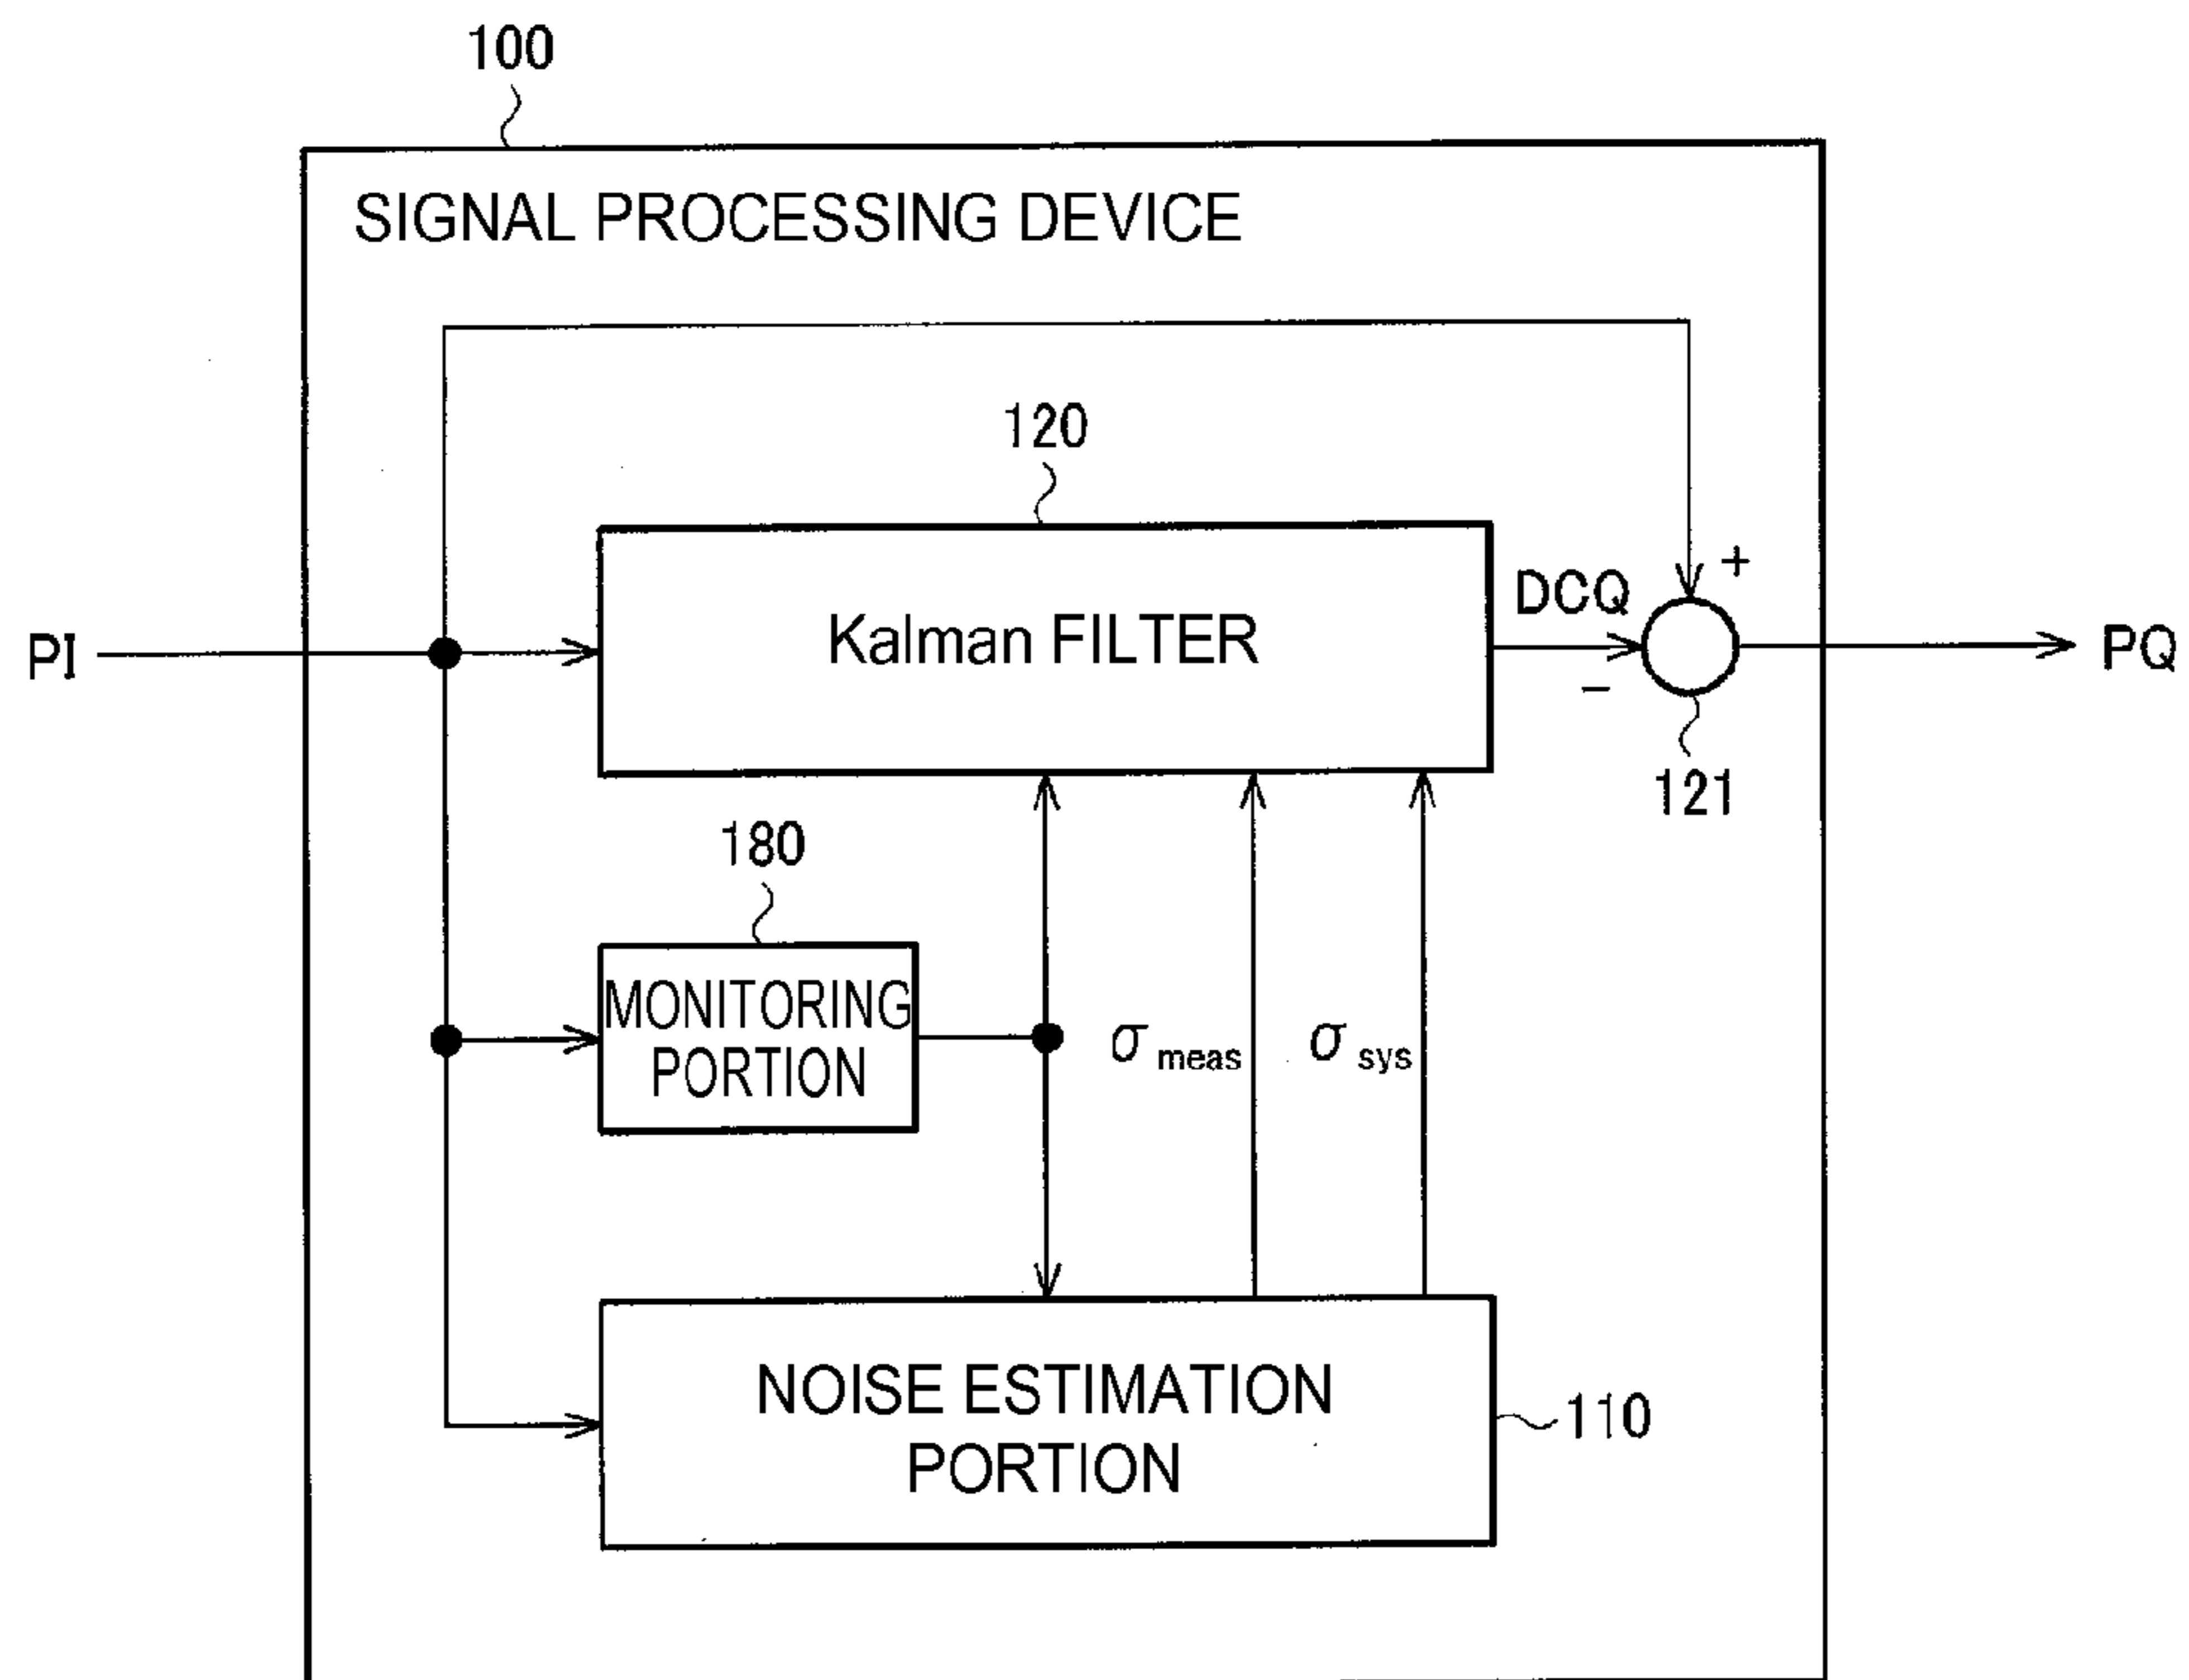 100
SIGNAL PROCESSING DEVICE
120
Kalman FILTER
DCQ
+
−
PI
PQ
121
180
MONITORING
PORTION
σ meas
σ sys
NOISE ESTIMATION
PORTION
110